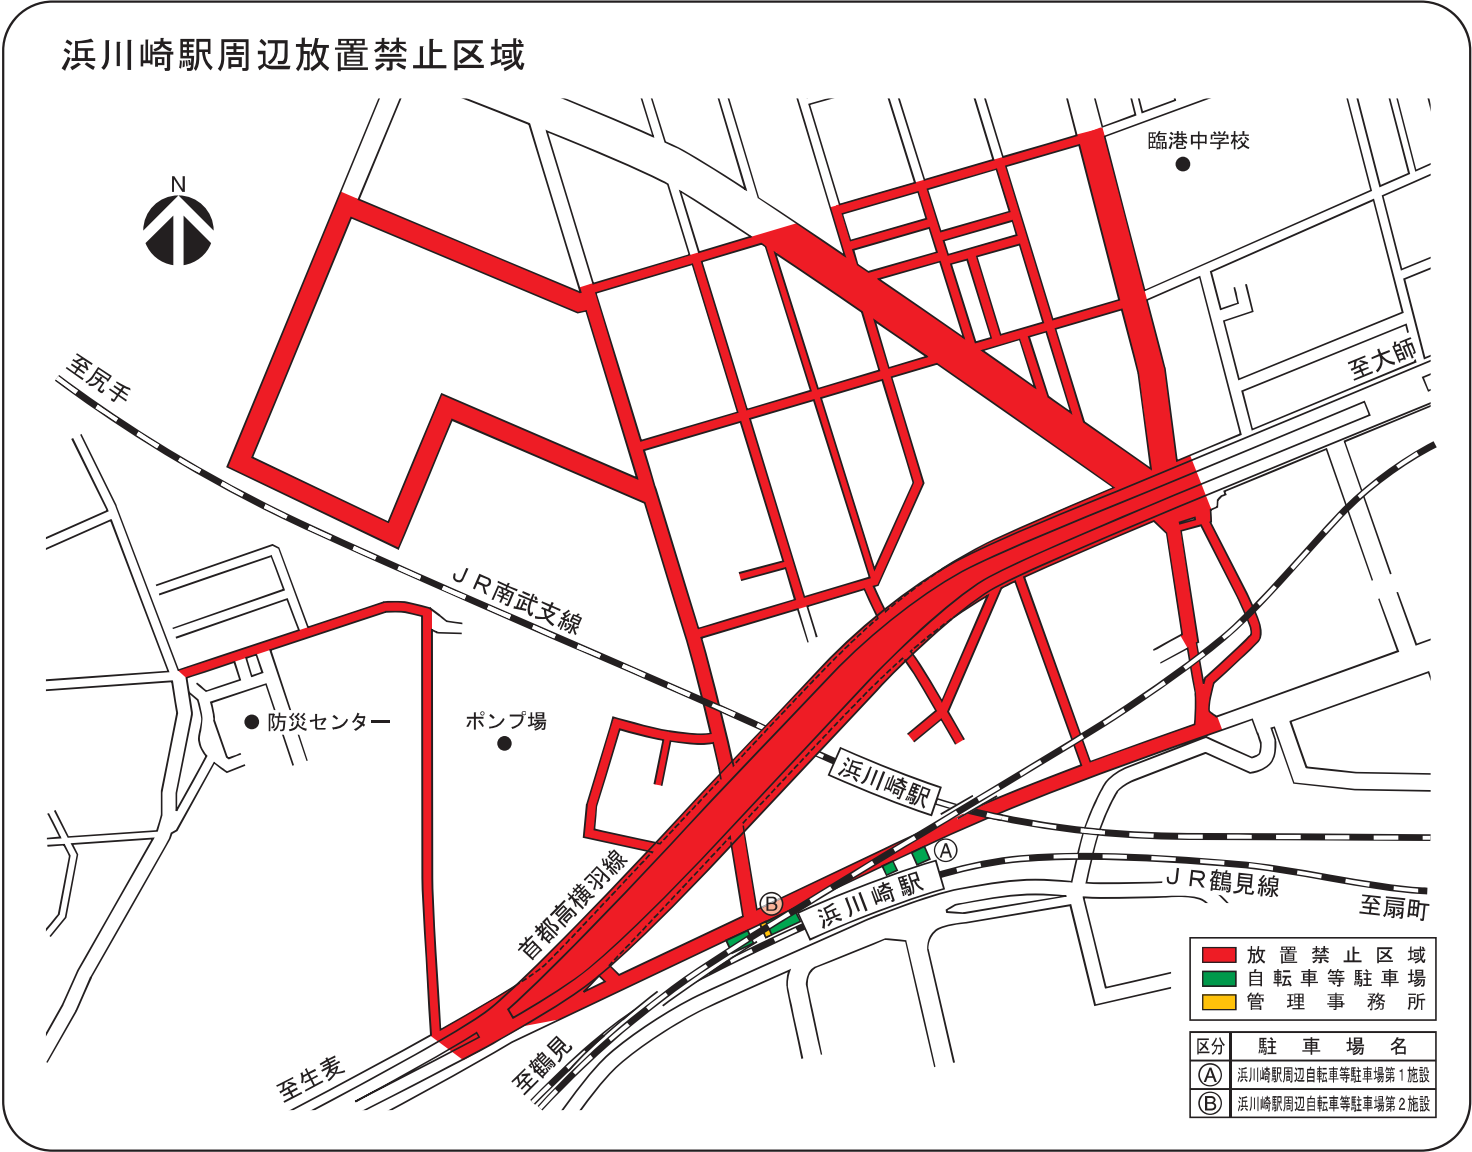 浜川崎駅周辺放置禁止区域
N
臨港中学校
至大師
至尻手
JR南武支線
防災センター
ポンプ場
浜川崎駅
首都高横羽線
A
B
浜川崎駅
JR鶴見線
至扇町
至生麦
至鶴見
放置禁止区域
自転車等駐車場
管理事務所
区分 駐車場名
A 浜川崎駅周辺自転車等駐車場第1施設
B 浜川崎駅周辺自転車等駐車場第2施設